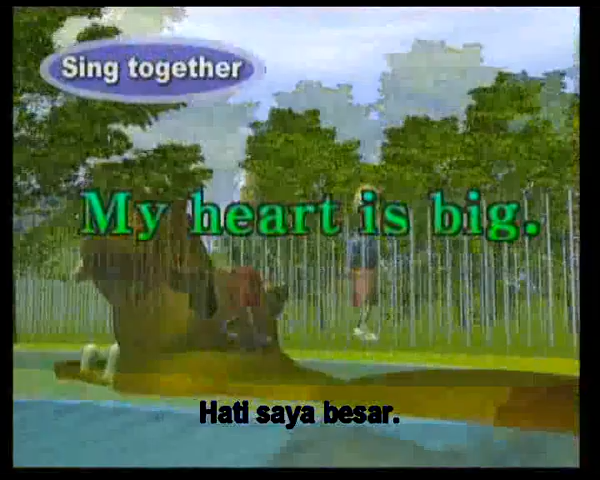 Sing together
My heart is big.
Hati saya besar.